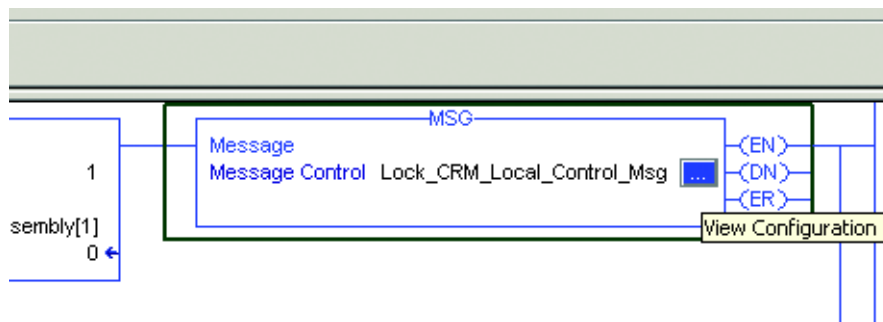 MSG
Message
(EN)
1
Message Control Lock_CRM_Local_Control_Msg ...
(DN)
(ER)
sembly[1]
View Configuration
0